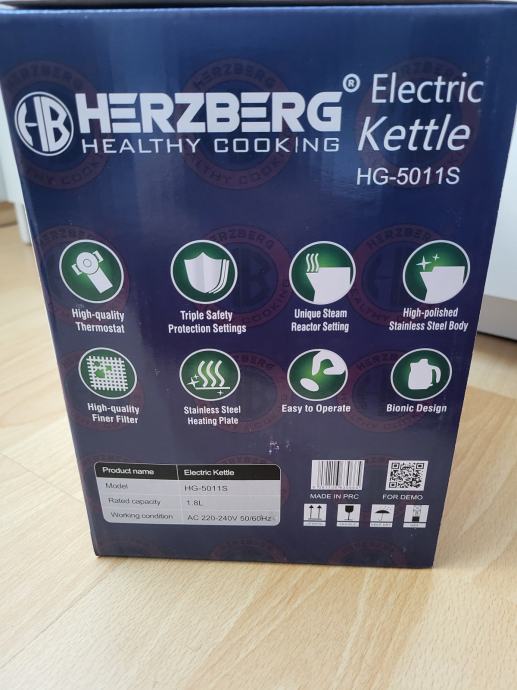 HB HERZBERG® Electric
HEALTHY COOKING Kettle
HG-5011S
High-quality
Thermostat
Triple Safety
Protection Settings
Unique Steam
Reactor Setting
High-polished
Stainless Steel Body
High-quality
Finer Filter
Stainless Steel
Heating Plate
Easy to Operate
Bionic Design
Product name Electric Kettle
Model HG-5011S
Rated capacity 1.8L
Working condition AC 220-240V 50/60Hz
MADE IN PRC
FOR DEMO